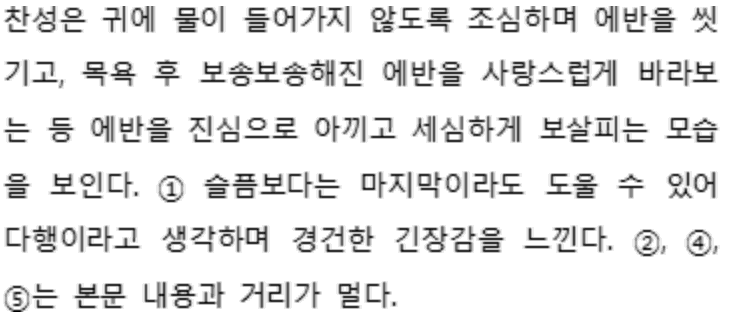 찬성은 귀에 물이 들어가지 않도록 조심하며 에반을 씻
기고, 목욕 후 보송보송해진 에반을 사랑스럽게 바라보
는 등 에반을 진심으로 아끼고 세심하게 보살피는 모습
을 보인다. ① 슬픔보다는 마지막이라도 도울 수 있어
다행이라고 생각하며 경건한 긴장감을 느낀다. ②, ④,
⑤는 본문 내용과 거리가 멀다.